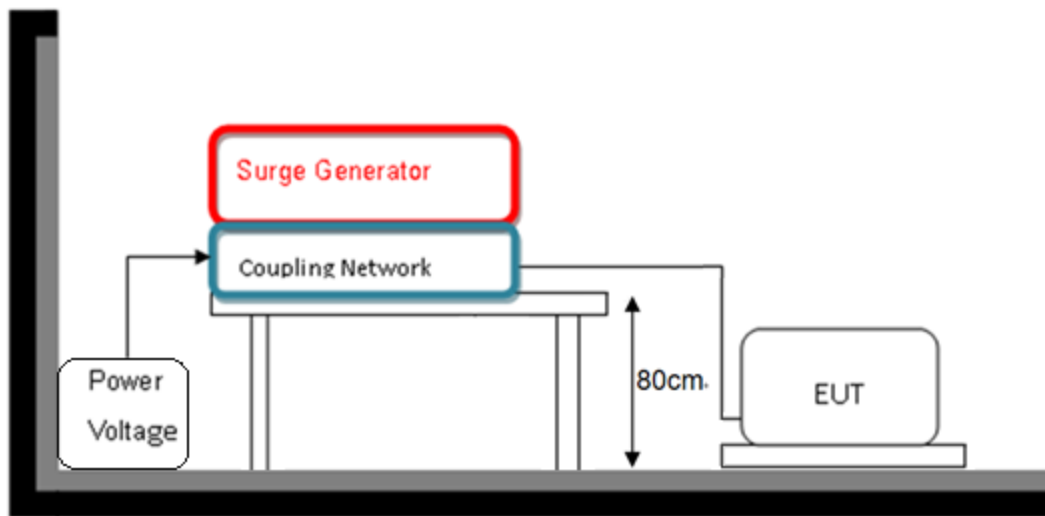 Surge Generator
Coupling Network
Power
Voltage
80cm
EUT